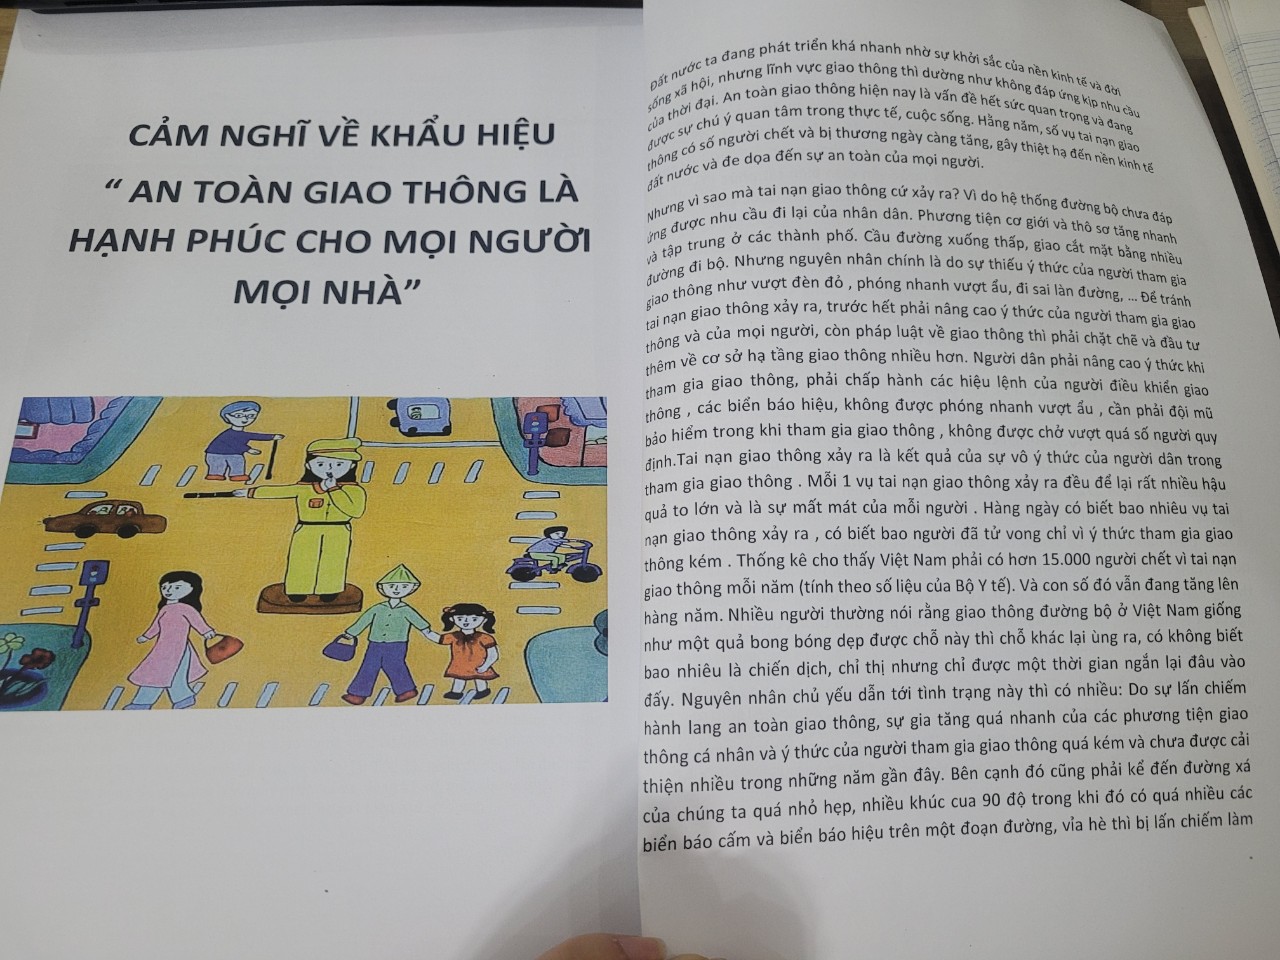 CẢM NGHĨ VỀ KHẨU HIỆU
“ AN TOÀN GIAO THÔNG LÀ
HẠNH PHÚC CHO MỌI NGƯỜI
MỌI NHÀ”
Đất nước ta đang phát triển khá nhanh nhờ sự khởi sắc của nền kinh tế và đời
sống xã hội, nhưng lĩnh vực giao thông thì dường như không đáp ứng kịp nhu cầu
của thời đại. An toàn giao thông hiện nay là vấn đề hết sức quan trọng và đang
được sự chú ý quan tâm trong thực tế, cuộc sống. Hằng năm, số vụ tai nạn giao
thông có số người chết và bị thương ngày càng tăng, gây thiệt hạ đến nền kinh tế
đất nước và đe dọa đến sự an toàn của mọi người.
Nhưng vì sao mà tai nạn giao thông cứ xảy ra? Vì do hệ thống đường bộ chưa đáp
ứng được nhu cầu đi lại của nhân dân. Phương tiện cơ giới và thô sơ tăng nhanh
và tập trung ở các thành phố. Cầu đường xuống thấp, giao cắt mặt bằng nhiều
đường đi bộ. Nhưng nguyên nhân chính là do sự thiếu ý thức của người tham gia
giao thông như vượt đèn đỏ , phóng nhanh vượt ẩu, đi sai làn đường, ... Để tránh
tai nạn giao thông xảy ra, trước hết phải nâng cao ý thức của người tham gia giao
thông và của mọi người, còn pháp luật về giao thông thì phải chặt chẽ và đầu tư
thêm về cơ sở hạ tầng giao thông nhiều hơn. Người dân phải nâng cao ý thức khi
tham gia giao thông, phải chấp hành các hiệu lệnh của người điều khiển giao
thông , các biển báo hiệu, không được phóng nhanh vượt ẩu , cần phải đội mũ
bảo hiểm trong khi tham gia giao thông , không được chở vượt quá số người quy
định.Tai nạn giao thông xảy ra là kết quả của sự vô ý thức của người dân trong
tham gia giao thông . Mỗi 1 vụ tai nạn giao thông xảy ra đều để lại rất nhiều hậu
quả to lớn và là sự mất mát của mỗi người . Hàng ngày có biết bao nhiêu vụ tai
nạn giao thông xảy ra , có biết bao người đã tử vong chỉ vì ý thức tham gia giao
thông kém . Thống kê cho thấy Việt Nam phải có hơn 15.000 người chết vì tai nạn
giao thông mỗi năm (tính theo số liệu của Bộ Y tế). Và con số đó vẫn đang tăng lên
hàng năm. Nhiều người thường nói rằng giao thông đường bộ ở Việt Nam giống
như một quả bong bóng dẹp được chỗ này thì chỗ khác lại ùng ra, có không biết
bao nhiêu là chiến dịch, chỉ thị nhưng chỉ được một thời gian ngắn lại đâu vào
đấy. Nguyên nhân chủ yếu dẫn tới tình trạng này thì có nhiều: Do sự lấn chiếm
hành lang an toàn giao thông, sự gia tăng quá nhanh của các phương tiện giao
thông cá nhân và ý thức của người tham gia giao thông quá kém và chưa được cải
thiện nhiều trong những năm gần đây. Bên cạnh đó cũng phải kể đến đường xá
của chúng ta quá nhỏ hẹp, nhiều khúc cua 90 độ trong khi đó có quá nhiều các
biển báo cấm và biển báo hiệu trên một đoạn đường, vỉa hè thì bị lấn chiếm làm